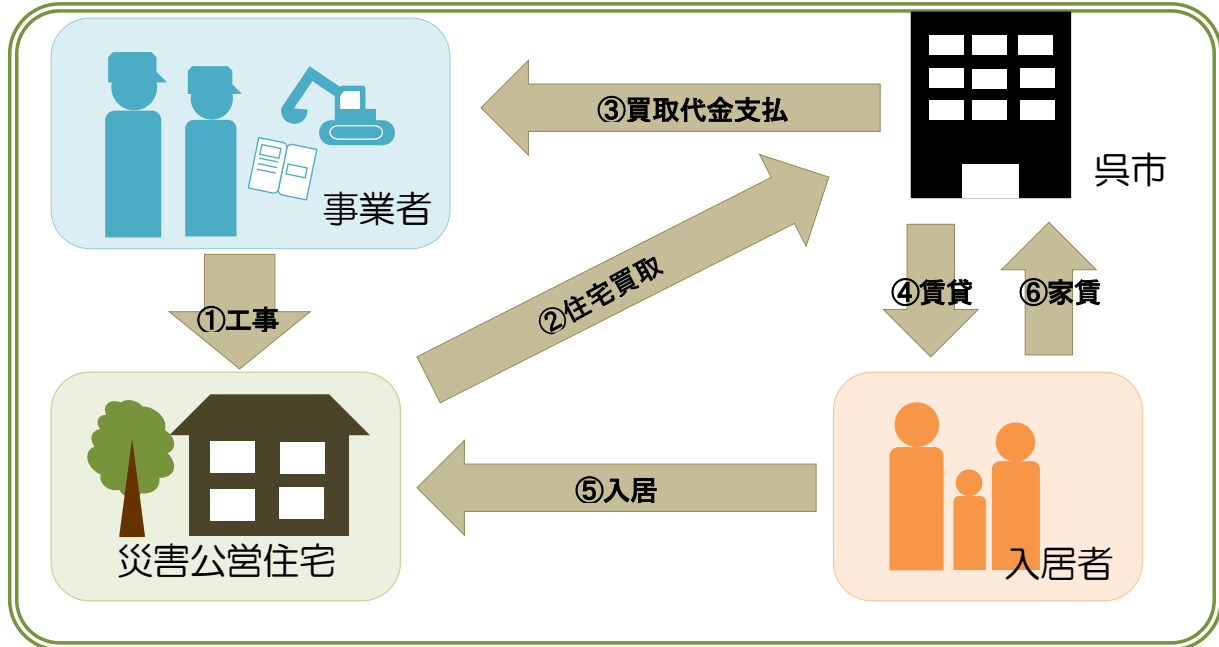 ③買取代金支払
呉市
事業者
②住宅買取
④賃貸
⑥家賃
①工事
⑤入居
災害公営住宅
入居者